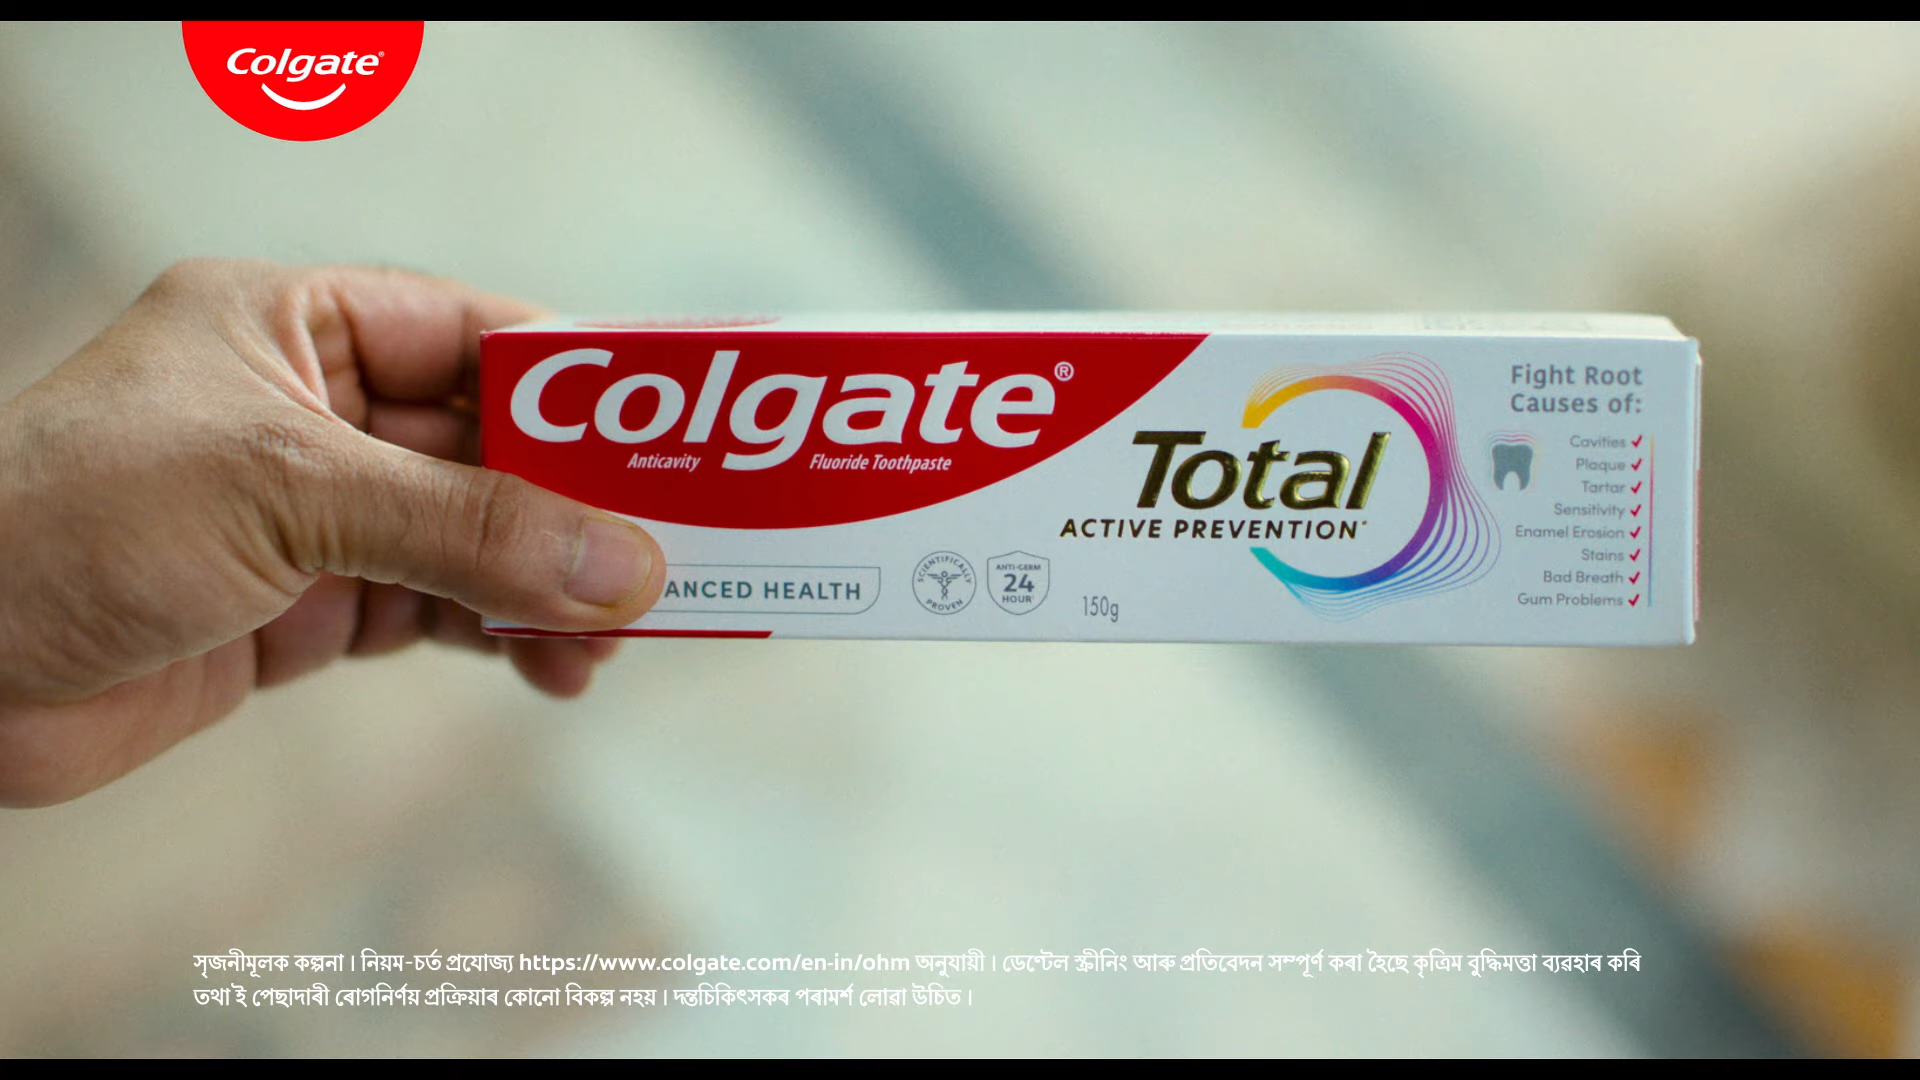 Colgate®
Colgate®
Anticavity Fluoride Toothpaste
Total
ACTIVE PREVENTION*
ANCED HEALTH
SCIENTIFICALLY PROVEN
ANTI-GERM
24
HOUR
150g
Fight Root
Causes of:
Cavities ✓
Plaque ✓
Tartar ✓
Sensitivity ✓
Enamel Erosion ✓
Stains ✓
Bad Breath ✓
Gum Problems ✓
সৃজনীমূলক কল্পনা। নিয়ম-চৰ্ত প্ৰযোজ্য https://www.colgate.com/en-in/ohm অনুযায়ী। ডেণ্টেল স্ক্ৰীনিং আৰু প্ৰতিবেদন সম্পূৰ্ণ কৰা হৈছে কৃত্ৰিম বুদ্ধিমত্তা ব্যৱহাৰ কৰি
তথা ই পেছাদাৰী ৰোগনিৰ্ণয় প্ৰক্ৰিয়াৰ কোনো বিকল্প নহয়। দন্তচিকিৎসকৰ পৰামৰ্শ লোৱা উচিত।